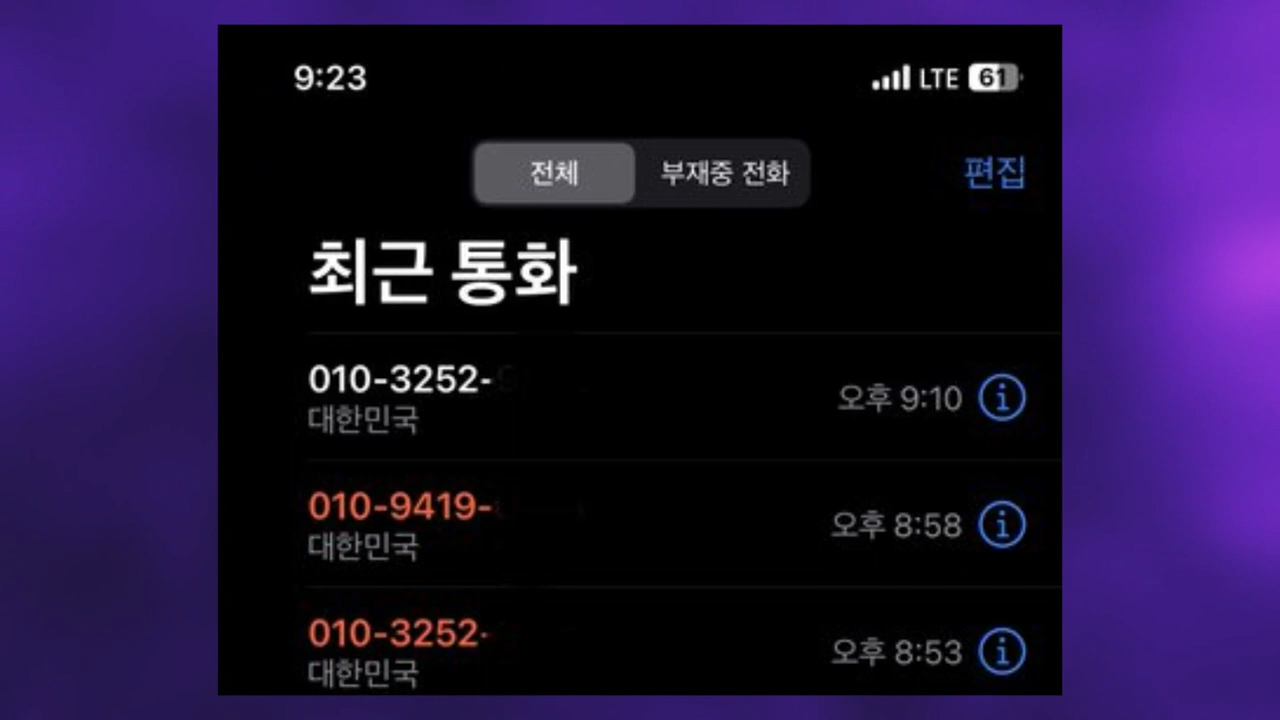 9:23 LTE 61
전체 부재중 전화 편집
최근 통화
010-3252-
대한민국
오후 9:10
010-9419-
대한민국
오후 8:58
010-3252-
대한민국
오후 8:53